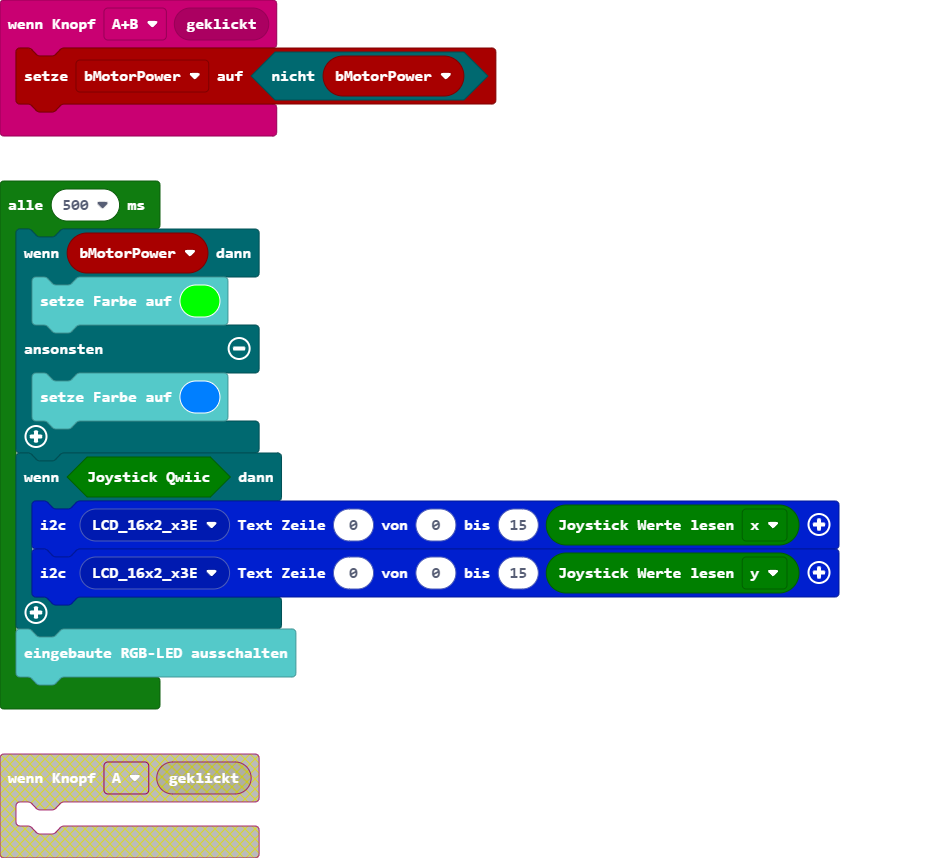 wenn Knopf A+B geklickt
setze bMotorPower auf nicht bMotorPower
alle 500 ms
wenn bMotorPower dann
setze Farbe auf
ansonsten
setze Farbe auf
wenn Joystick Qwiic dann
i2c LCD_16x2_x3E Text Zeile 0 von 0 bis 15 Joystick Werte lesen x
i2c LCD_16x2_x3E Text Zeile 0 von 0 bis 15 Joystick Werte lesen y
eingebaute RGB-LED ausschalten
wenn Knopf A geklickt